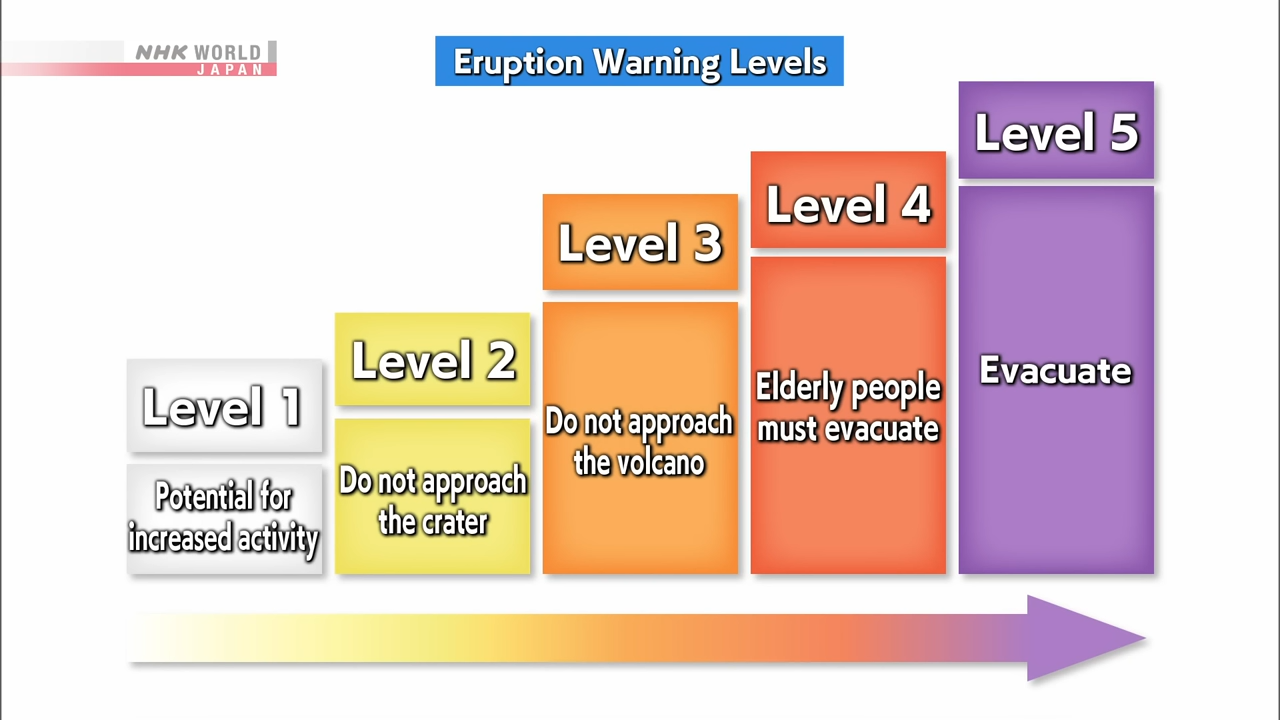 NHK WORLD
JAPAN
Eruption Warning Levels
Level 1
Potential for
increased activity
Level 2
Do not approach
the crater
Level 3
Do not approach
the volcano
Level 4
Elderly people
must evacuate
Level 5
Evacuate